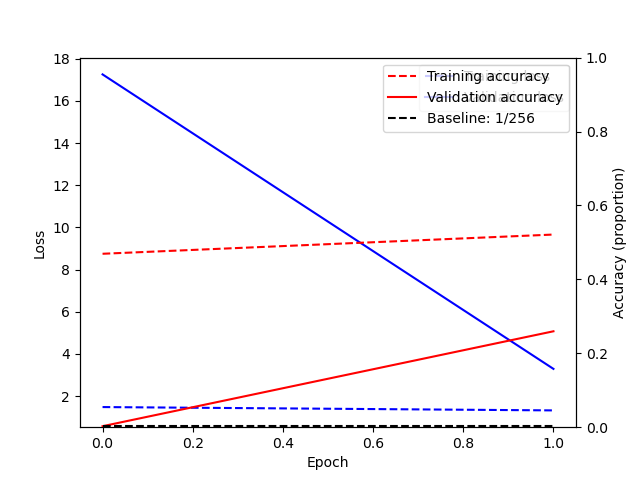 18
16
14
12
10
8
6
4
2
Loss
0.0 0.2 0.4 0.6 0.8 1.0
Epoch
1.0
0.8
0.6
0.4
0.2
0.0
Accuracy (proportion)
Training accuracy
Validation accuracy
Baseline: 1/256